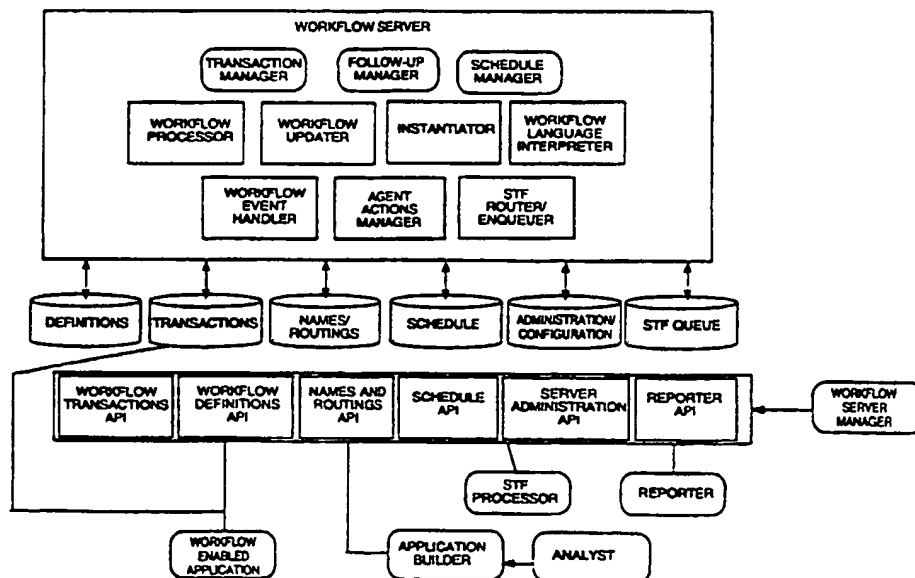 WORKFLOW SERVER
TRANSACTION
MANAGER
FOLLOW-UP
MANAGER
SCHEDULE
MANAGER
WORKFLOW
PROCESSOR
WORKFLOW
UPDATER
INSTANTIATOR
WORKFLOW
LANGUAGE
INTERPRETER
WORKFLOW
EVENT
HANDLER
AGENT
ACTIONS
MANAGER
STF
ROUTER/
ENQUEUER
DEFINITIONS
TRANSACTIONS
NAMES/
ROUTINGS
SCHEDULE
ADMINISTRATION/
CONFIGURATION
STF QUEUE
WORKFLOW
TRANSACTIONS
API
WORKFLOW
DEFINITIONS
API
NAMES AND
ROUTINGS
API
SCHEDULE
API
SERVER
ADMINISTRATION
API
REPORTER
API
WORKFLOW
SERVER
MANAGER
STF
PROCESSOR
REPORTER
WORKFLOW
ENABLED
APPLICATION
APPLICATION
BUILDER
ANALYST